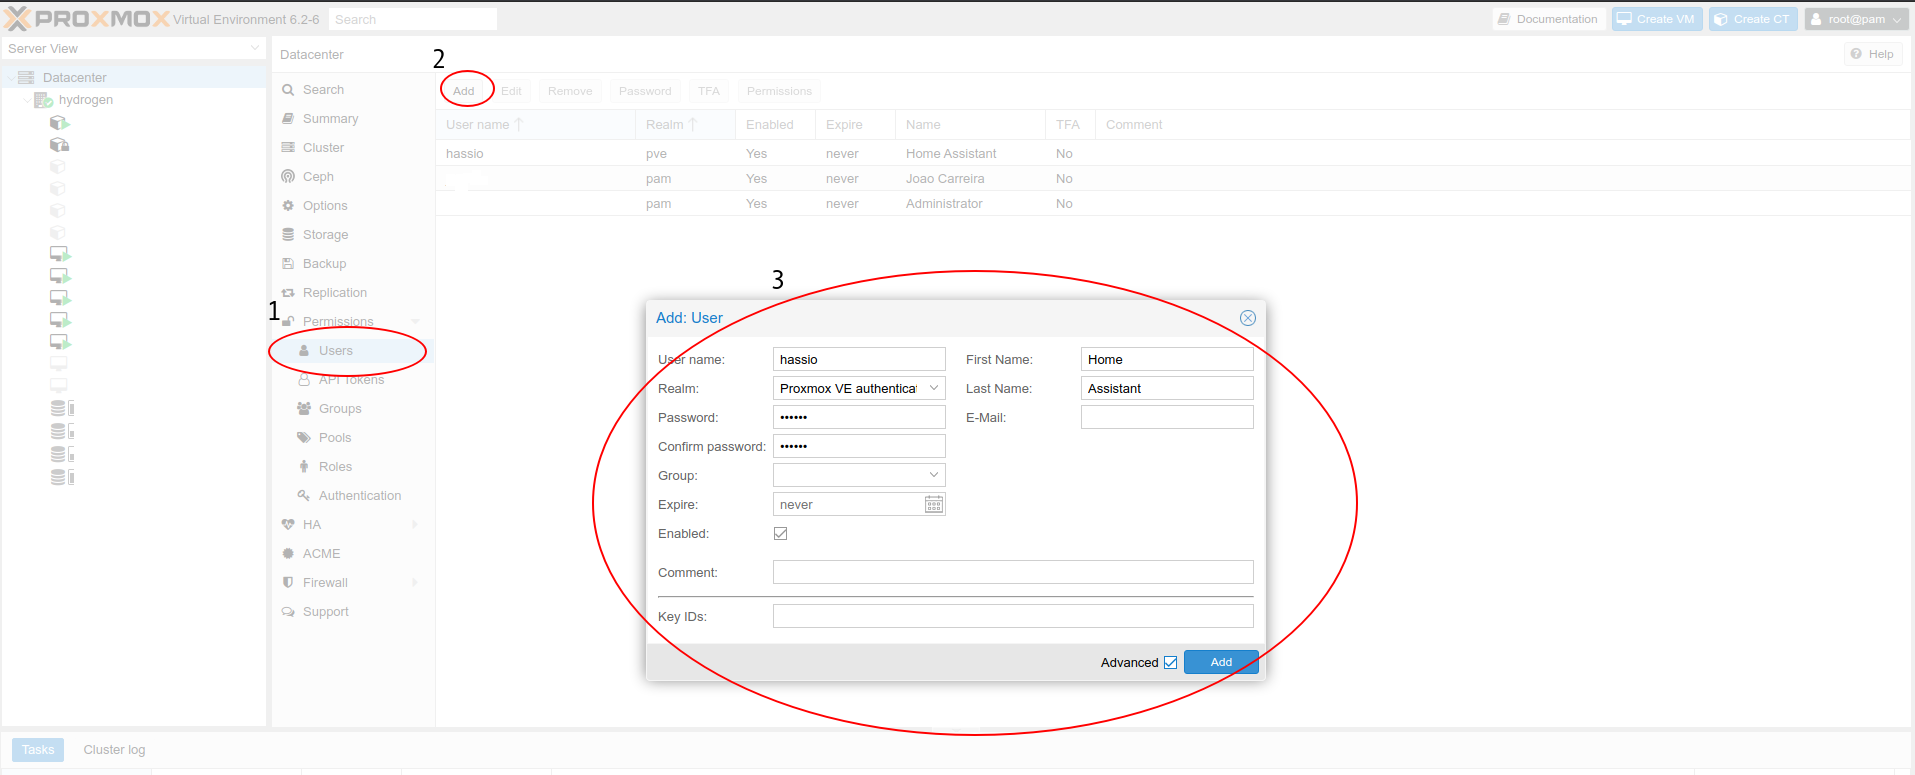 PROXMOX Virtual Environment 6.2-6 Search Documentation Create VM Create CT root@pam
Server View
Datacenter
hydrogen
Datacenter Help
2
Search
Summary
Cluster
Ceph
Options
Storage
Backup
Replication
1
Permissions
Users
API Tokens
Groups
Pools
Roles
Authentication
HA
ACME
Firewall
Support
Add Edit Remove Password TFA Permissions
User name Realm Enabled Expire Name TFA Comment
hassio pve Yes never Home Assistant No
pam Yes never Joao Carreira No
pam Yes never Administrator No
3
Add: User
User name: hassio First Name: Home
Realm: Proxmox VE authenticat Last Name: Assistant
Password: •••••• E-Mail:
Confirm password: ••••••
Group:
Expire: never
Enabled:
Comment:
Key IDs:
Advanced Add
Tasks Cluster log